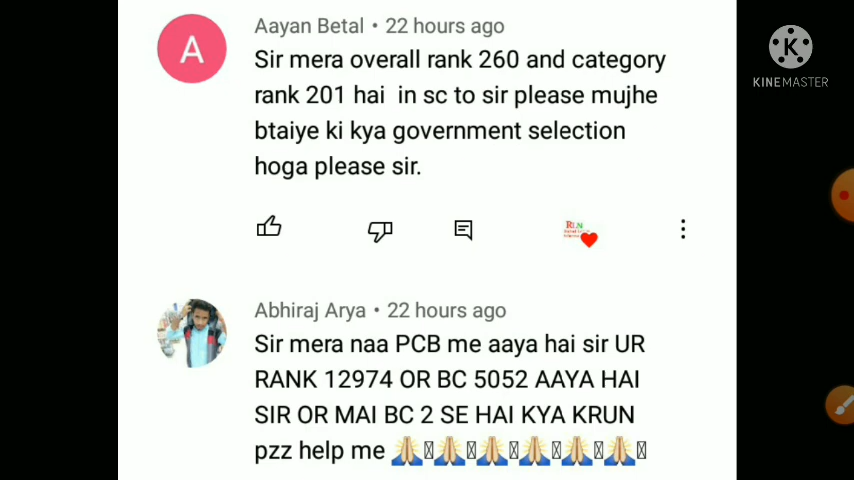 Aayan Betal • 22 hours ago
A
Sir mera overall rank 260 and category
rank 201 hai in sc to sir please mujhe
btaiye ki kya government selection
hoga please sir.
K
KINEMASTER
Abhiraj Arya • 22 hours ago
Sir mera naa PCB me aaya hai sir UR
RANK 12974 OR BC 5052 AAYA HAI
SIR OR MAI BC 2 SE HAI KYA KRUN
pzz help me 🙏🙏🙏🙏🙏🙏